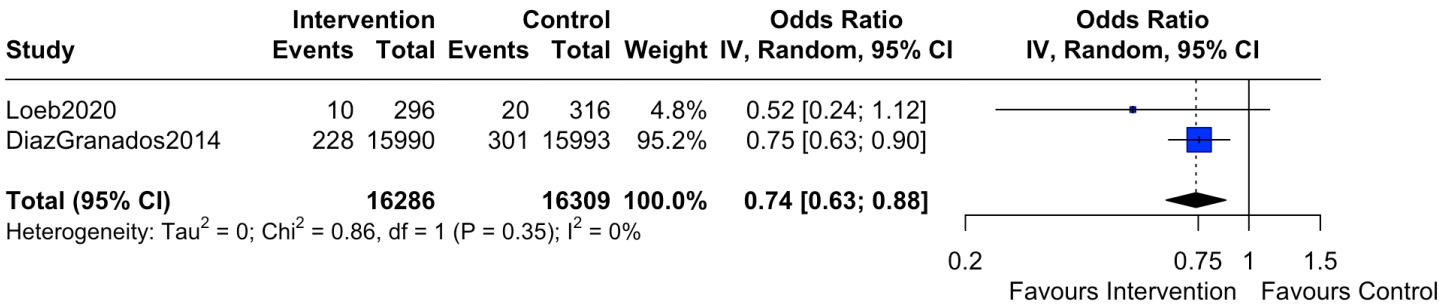 Intervention Control Odds Ratio Odds Ratio
Study Events Total Events Total Weight IV, Random, 95% CI IV, Random, 95% CI
Loeb2020 10 296 20 316 4.8% 0.52 [0.24; 1.12]
DiazGranados2014 228 15990 301 15993 95.2% 0.75 [0.63; 0.90]
Total (95% CI) 16286 16309 100.0% 0.74 [0.63; 0.88]
Heterogeneity: Tau² = 0; Chi² = 0.86, df = 1 (P = 0.35); I² = 0%
0.2 0.75 1 1.5
Favours Intervention Favours Control